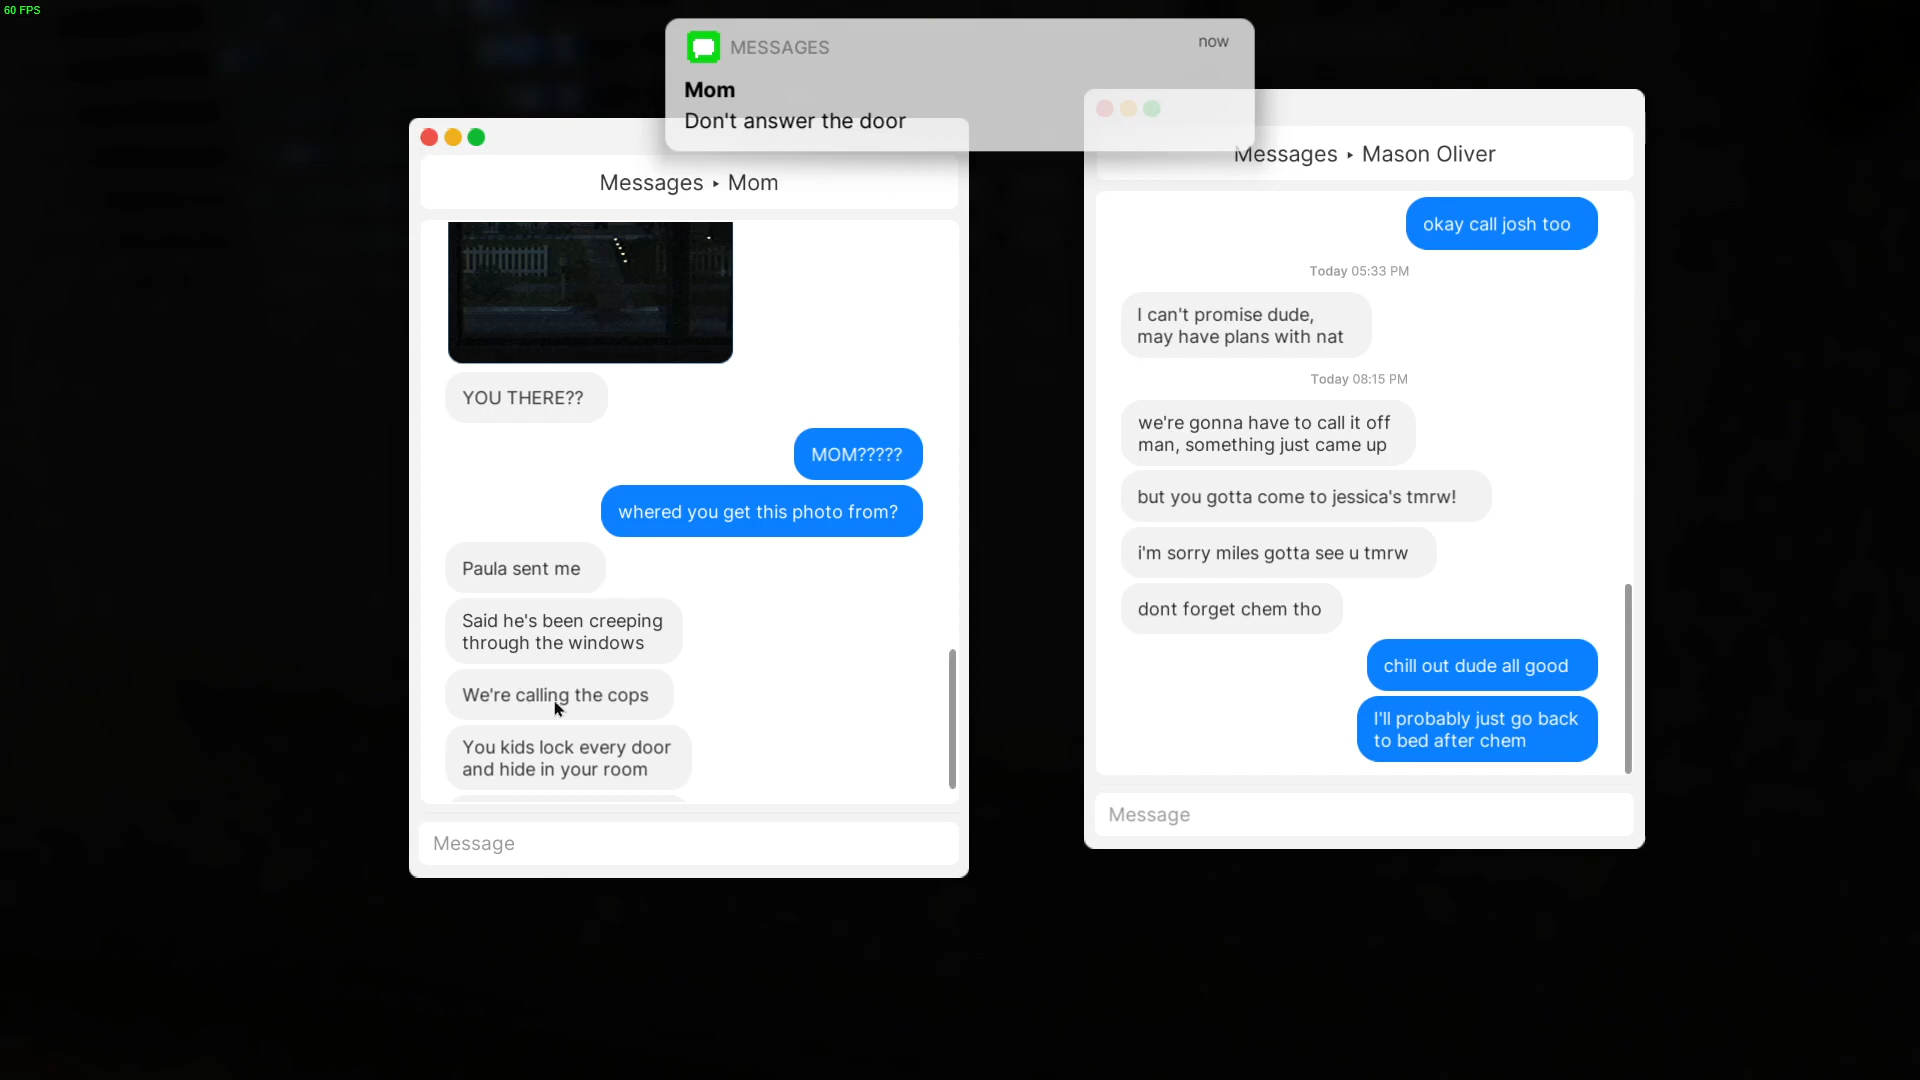 60 FPS
MESSAGES
now
Mom
Don't answer the door
Messages ‣ Mom
YOU THERE??
MOM?????
whered you get this photo from?
Paula sent me
Said he's been creeping
through the windows
We're calling the cops
You kids lock every door
and hide in your room
Message
Messages ‣ Mason Oliver
okay call josh too
Today 05:33 PM
I can't promise dude,
may have plans with nat
Today 08:15 PM
we're gonna have to call it off
man, something just came up
but you gotta come to jessica's tmrw!
i'm sorry miles gotta see u tmrw
dont forget chem tho
chill out dude all good
I'll probably just go back
to bed after chem
Message